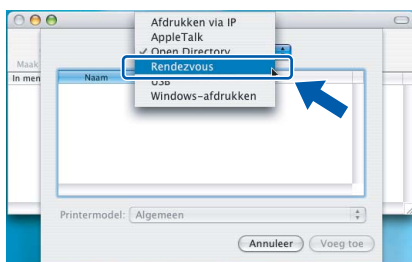 Afdrukken via IP
AppleTalk
✓ Open Directory
Rendezvous
USB
Windows-afdrukken
Maak
In men
Naam
Printermodel: Algemeen
Annuleer Voeg toe